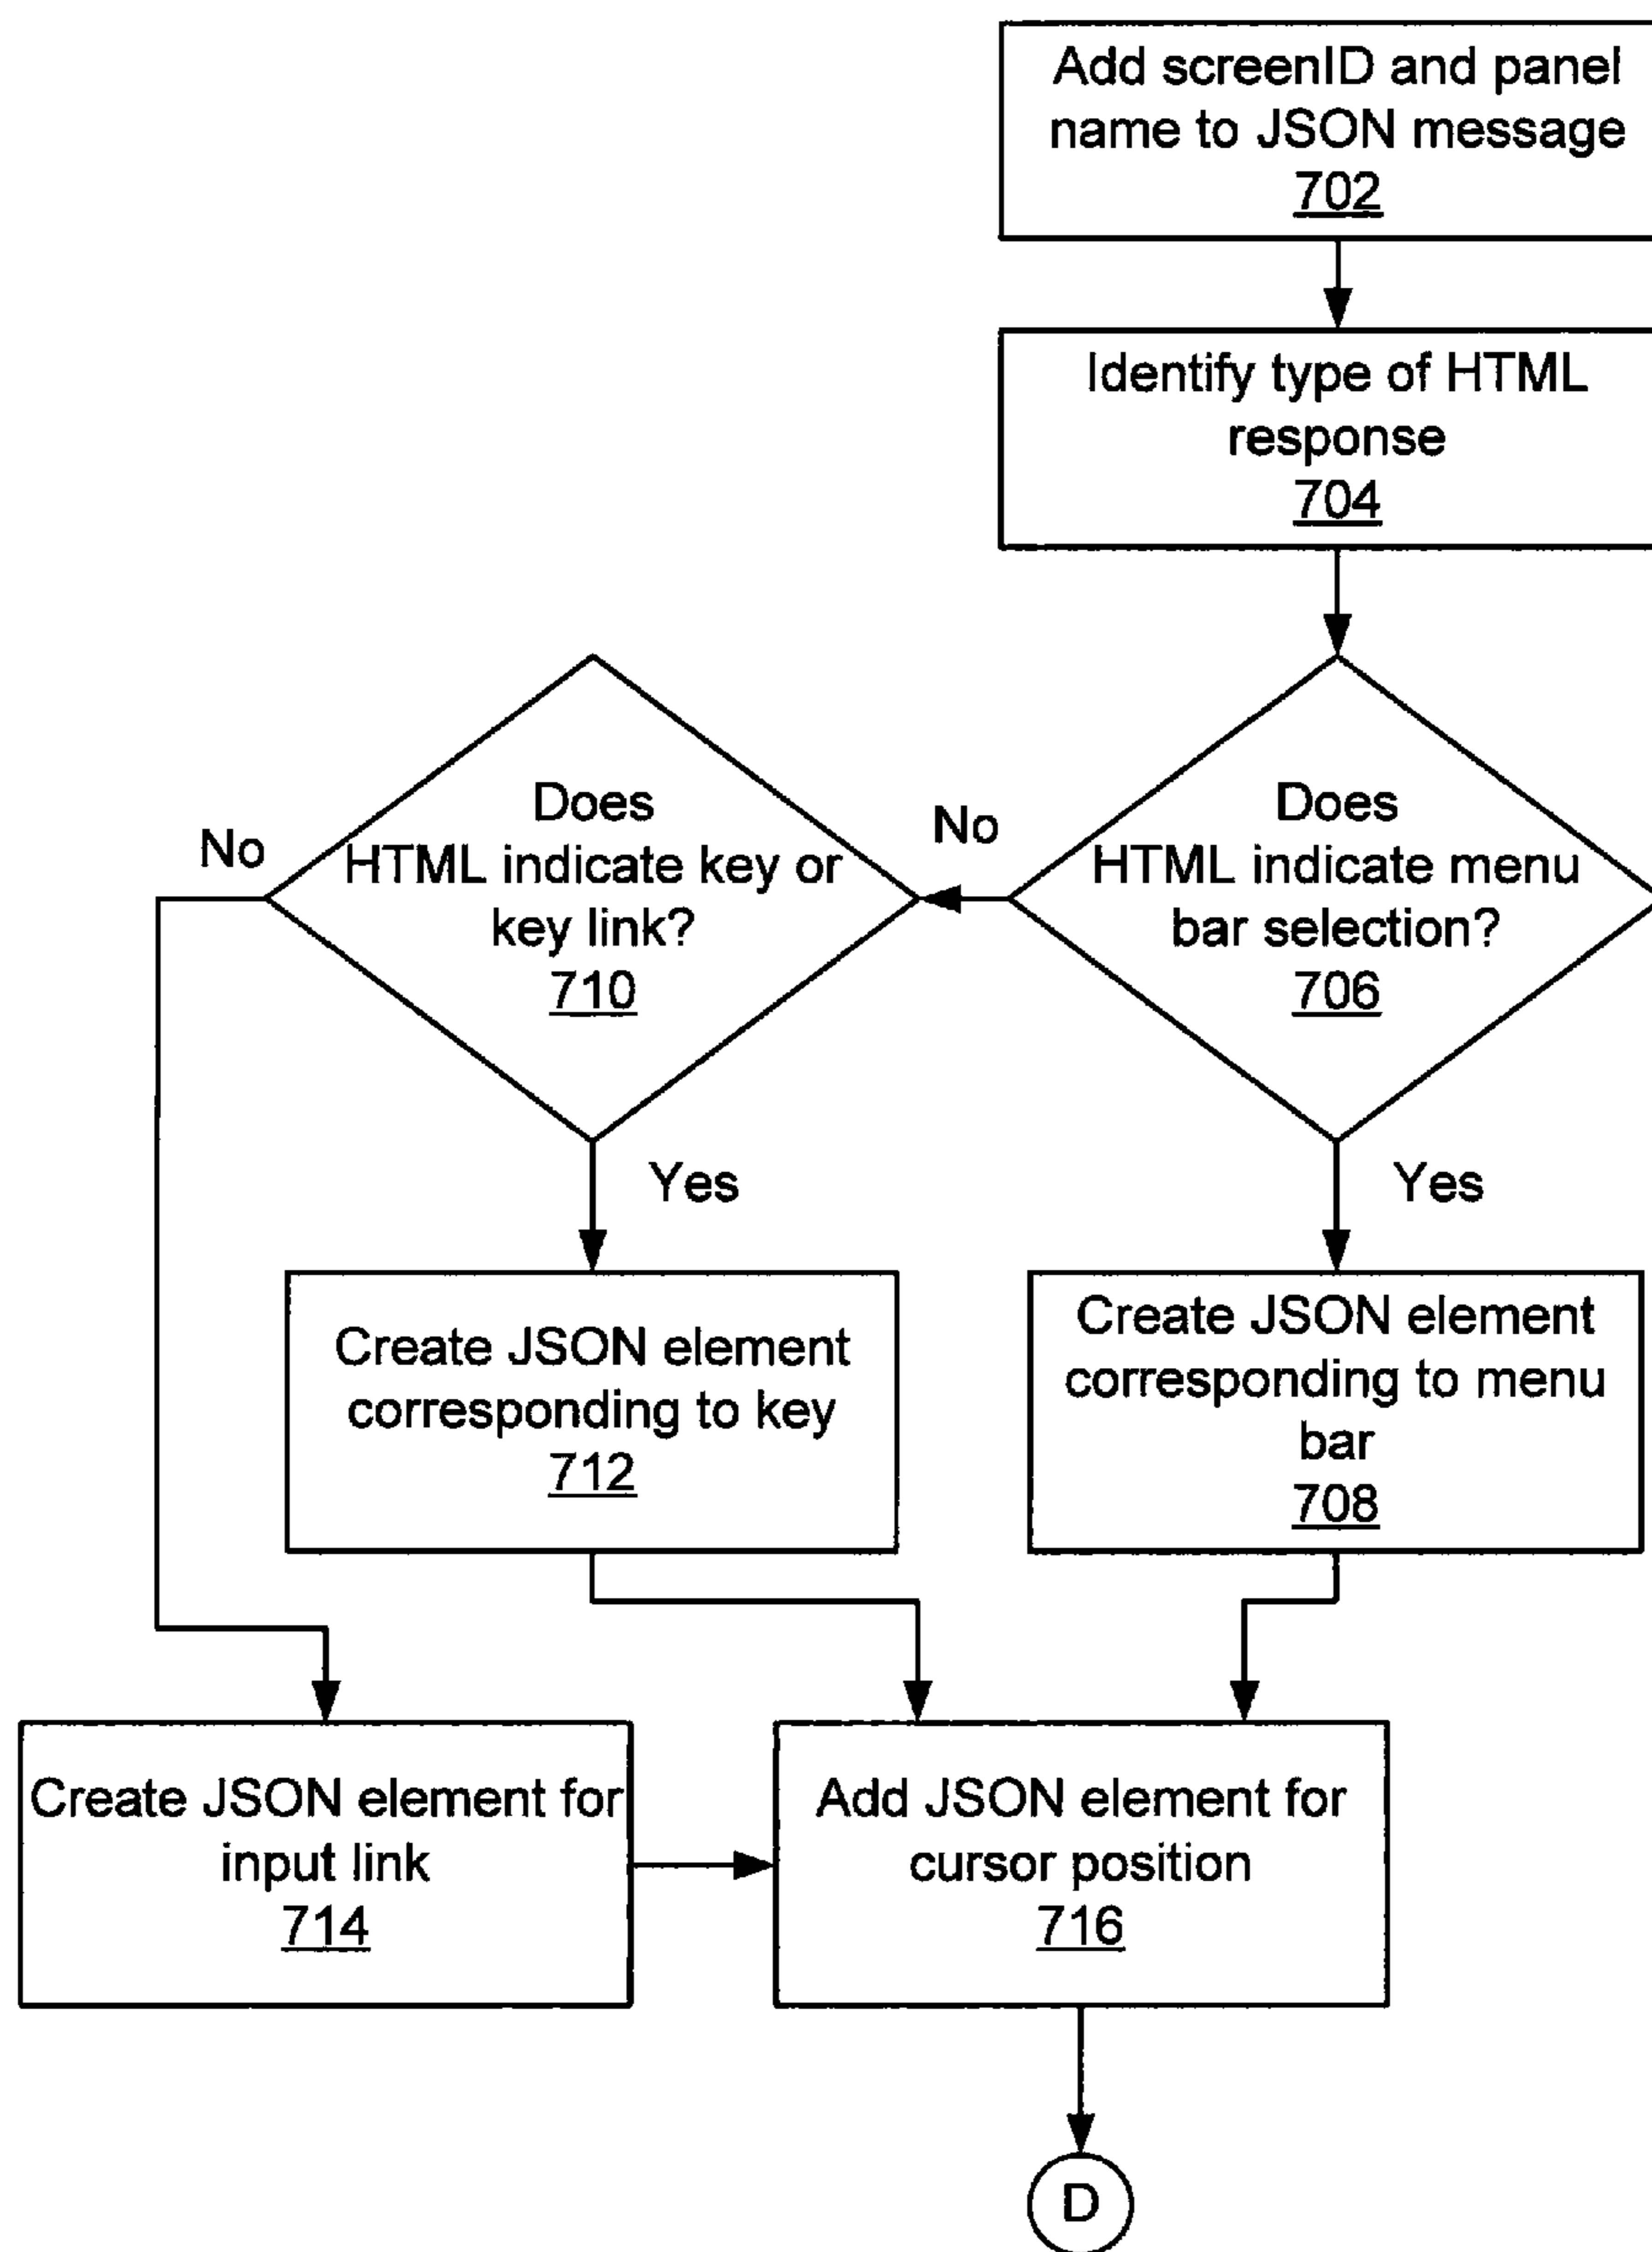 Add screenID and panel
name to JSON message
702
Identify type of HTML
response
704
Does
HTML indicate menu
bar selection?
706
No
Yes
Does
HTML indicate key or
key link?
710
No
Yes
Create JSON element
corresponding to key
712
Create JSON element
corresponding to menu
bar
708
Create JSON element for
input link
714
Add JSON element for
cursor position
716
D